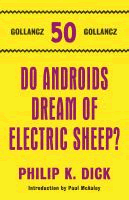 GOLLANCZ 50 GOLLANCZ
DO ANDROIDS
DREAM OF
ELECTRIC SHEEP?
PHILIP K. DICK
Introduction by Paul McAuley